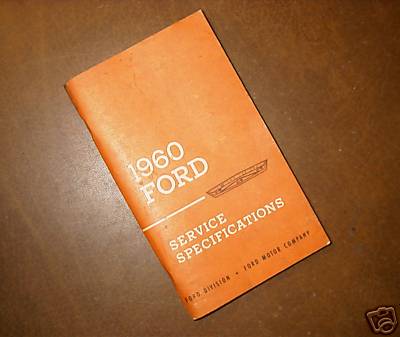 1960
FORD
SERVICE
SPECIFICATIONS
FORD DIVISION • FORD MOTOR COMPANY